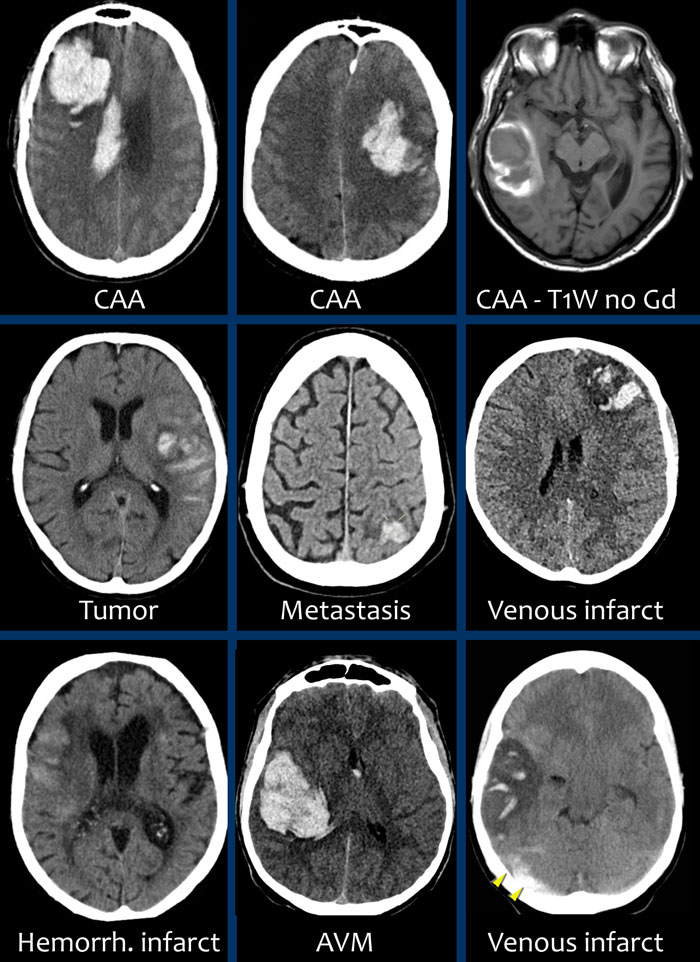 CAA
CAA
CAA - T1W no Gd
Tumor
Metastasis
Venous infarct
Hemorrh. infarct
AVM
Venous infarct